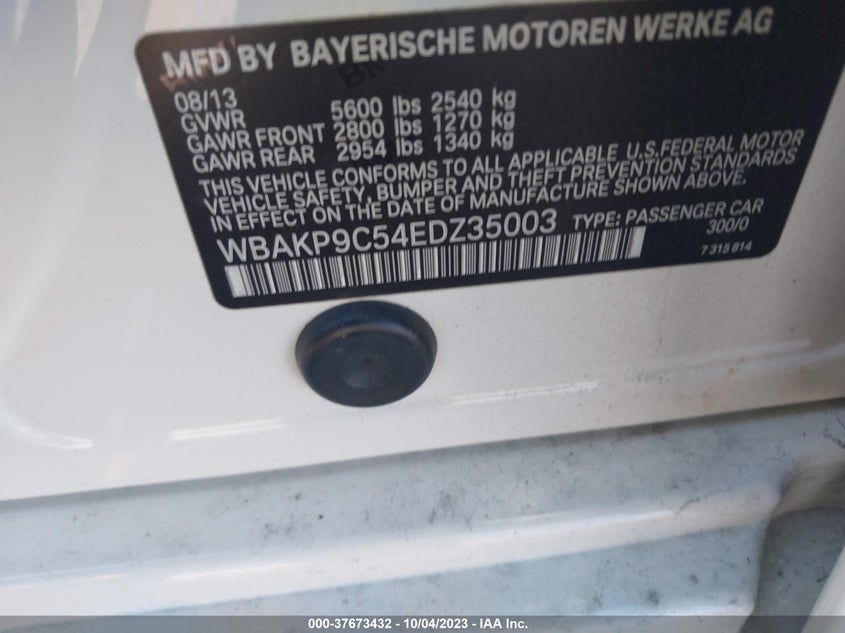 MFD BY BAYERISCHE MOTOREN WERKE AG
08/13
GVWR 5600 lbs 2540 kg
GAWR FRONT 2800 lbs 1270 kg
GAWR REAR 2954 lbs 1340 kg
THIS VEHICLE CONFORMS TO ALL APPLICABLE U.S.FEDERAL MOTOR
VEHICLE SAFETY, BUMPER AND THEFT PREVENTION STANDARDS
IN EFFECT ON THE DATE OF MANUFACTURE SHOWN ABOVE.
WBAKP9C54EDZ35003 TYPE: PASSENGER CAR
300/0
7 315 814
000-37673432 - 10/04/2023 - IAA Inc.